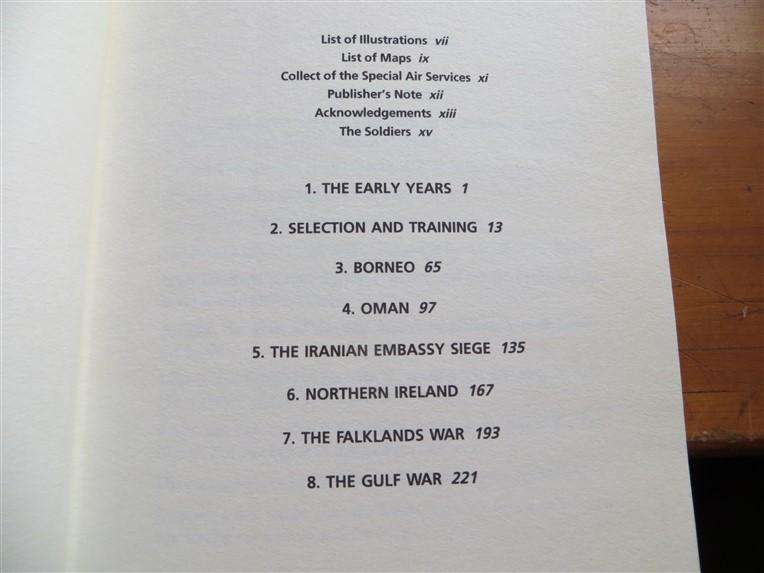 List of Illustrations vii
List of Maps ix
Collect of the Special Air Services xi
Publisher's Note xii
Acknowledgements xiii
The Soldiers xv
1. THE EARLY YEARS 1
2. SELECTION AND TRAINING 13
3. BORNEO 65
4. OMAN 97
5. THE IRANIAN EMBASSY SIEGE 135
6. NORTHERN IRELAND 167
7. THE FALKLANDS WAR 193
8. THE GULF WAR 221